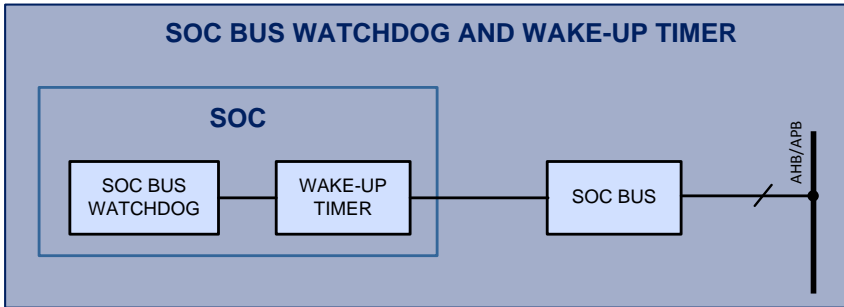 SOC BUS WATCHDOG AND WAKE-UP TIMER
SOC
SOC BUS
WATCHDOG
WAKE-UP
TIMER
SOC BUS
AHB/APB